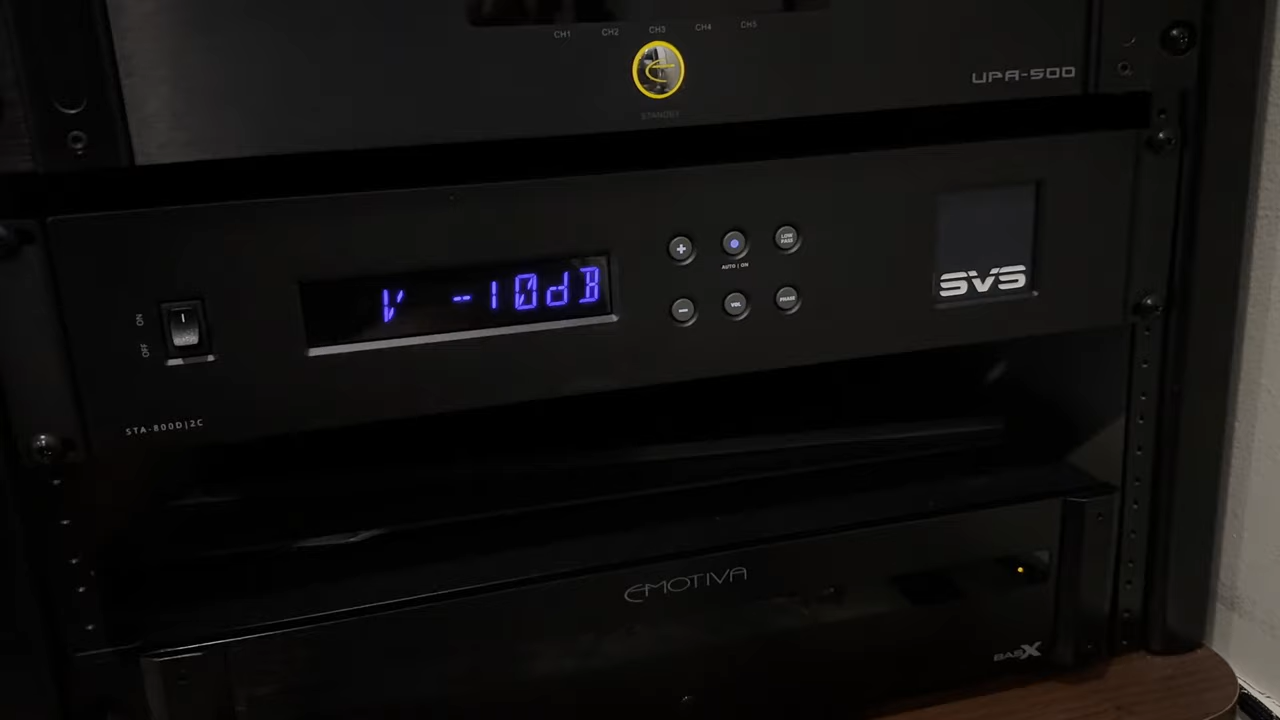 CH1 CH2 CH3 CH4 CH5
STANDBY
UPA-500
ON
OFF
V -10dB
+
AUTO | ON
LOW PASS
-
VOL
PHASE
SVS
STA-800D|2C
EMOTIVA
BASX